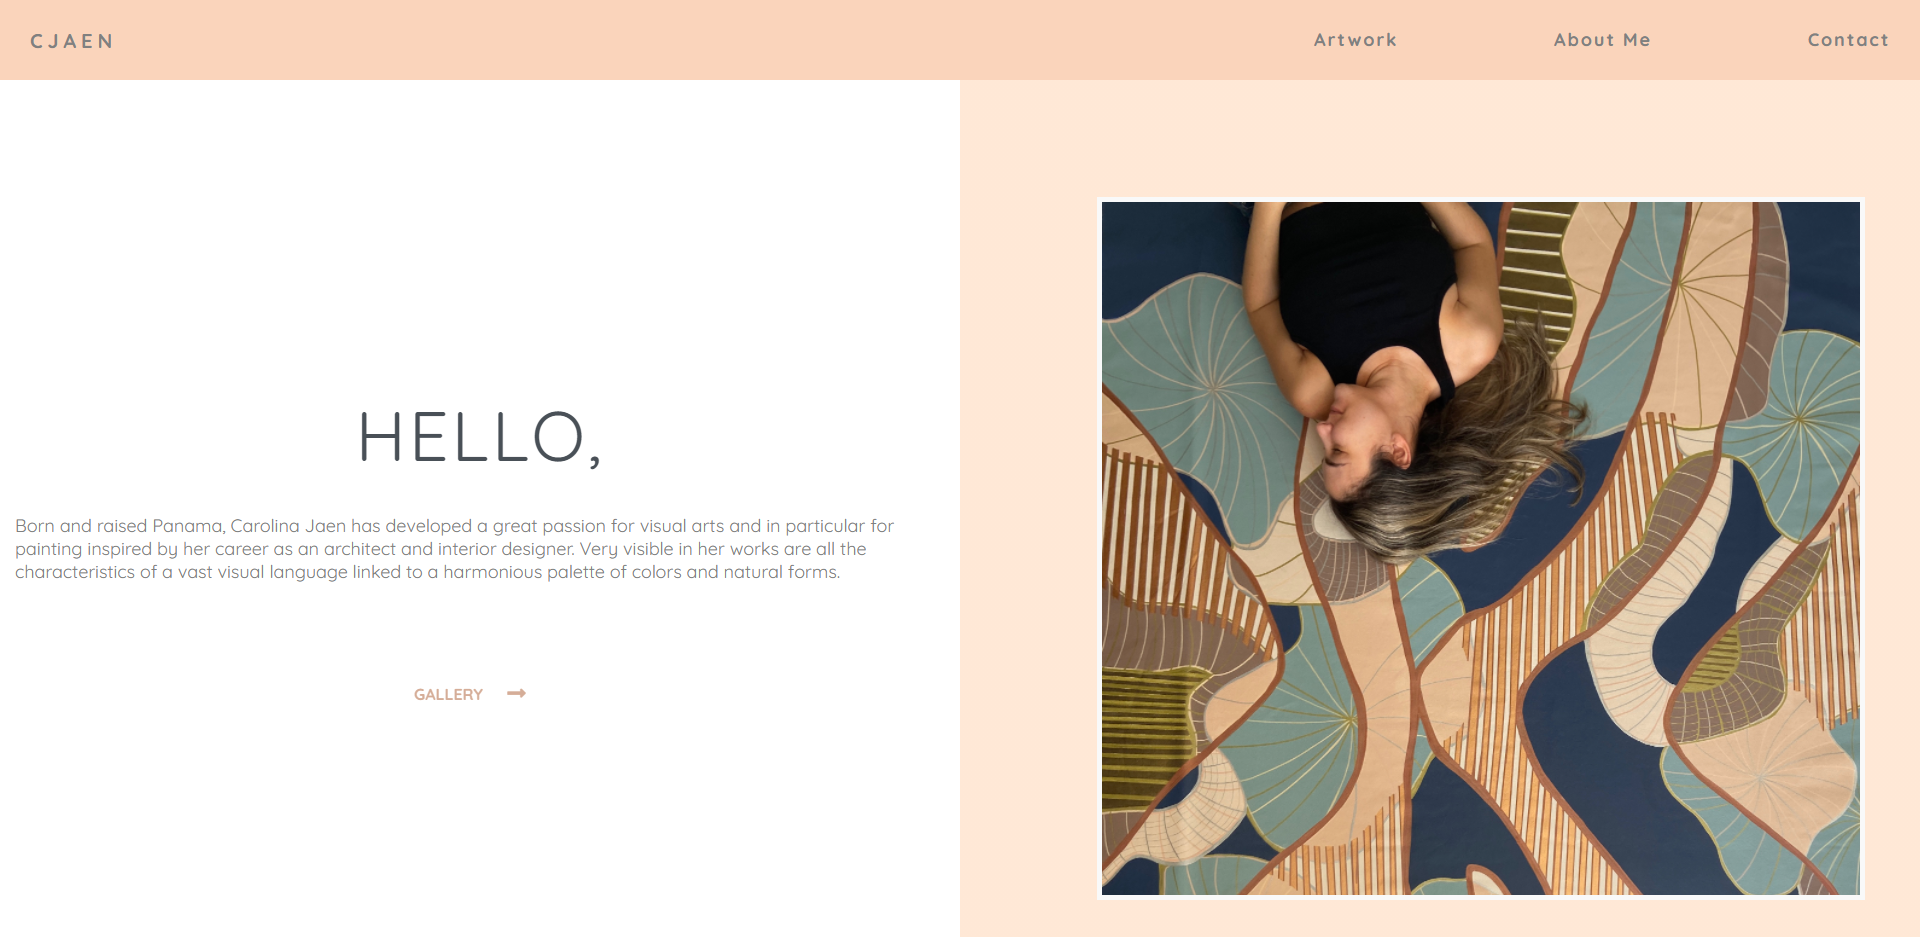 CJAEN
Artwork
About Me
Contact
HELLO,
Born and raised Panama, Carolina Jaen has developed a great passion for visual arts and in particular for
painting inspired by her career as an architect and interior designer. Very visible in her works are all the
characteristics of a vast visual language linked to a harmonious palette of colors and natural forms.
GALLERY